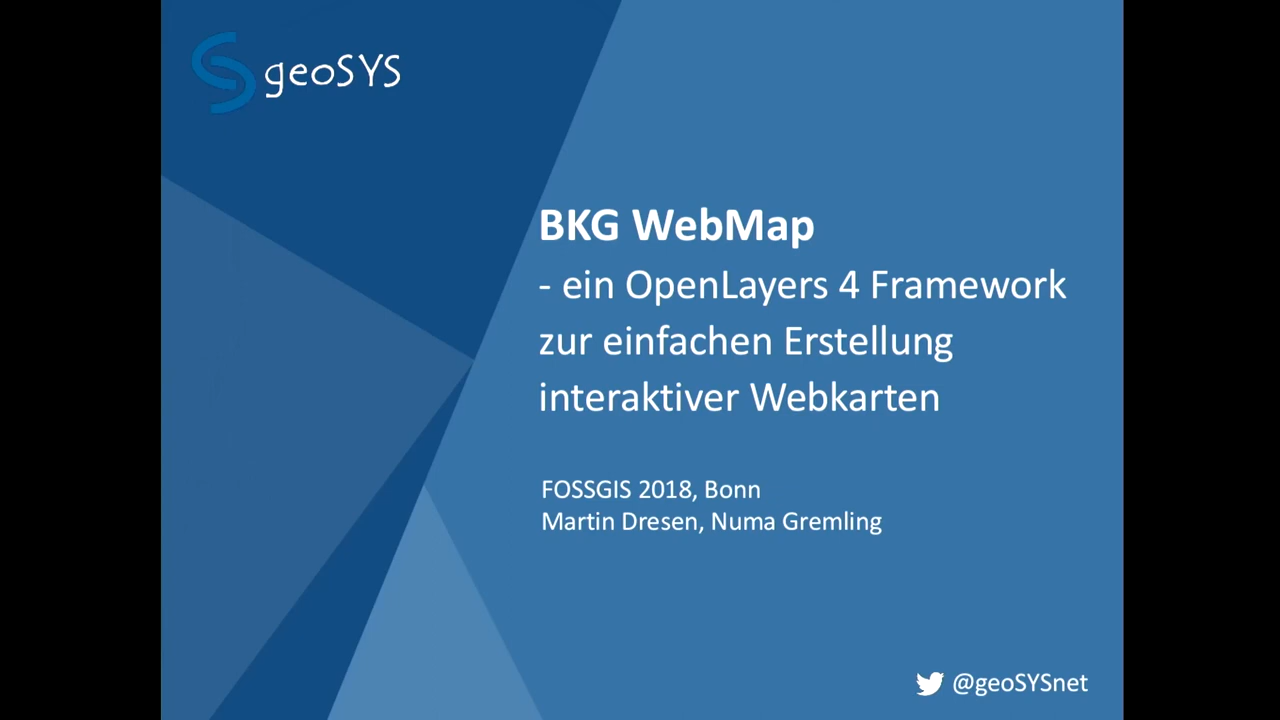 geoSYS
BKG WebMap
- ein OpenLayers 4 Framework
zur einfachen Erstellung
interaktiver Webkarten
FOSSGIS 2018, Bonn
Martin Dresen, Numa Gremling
@geoSYSnet